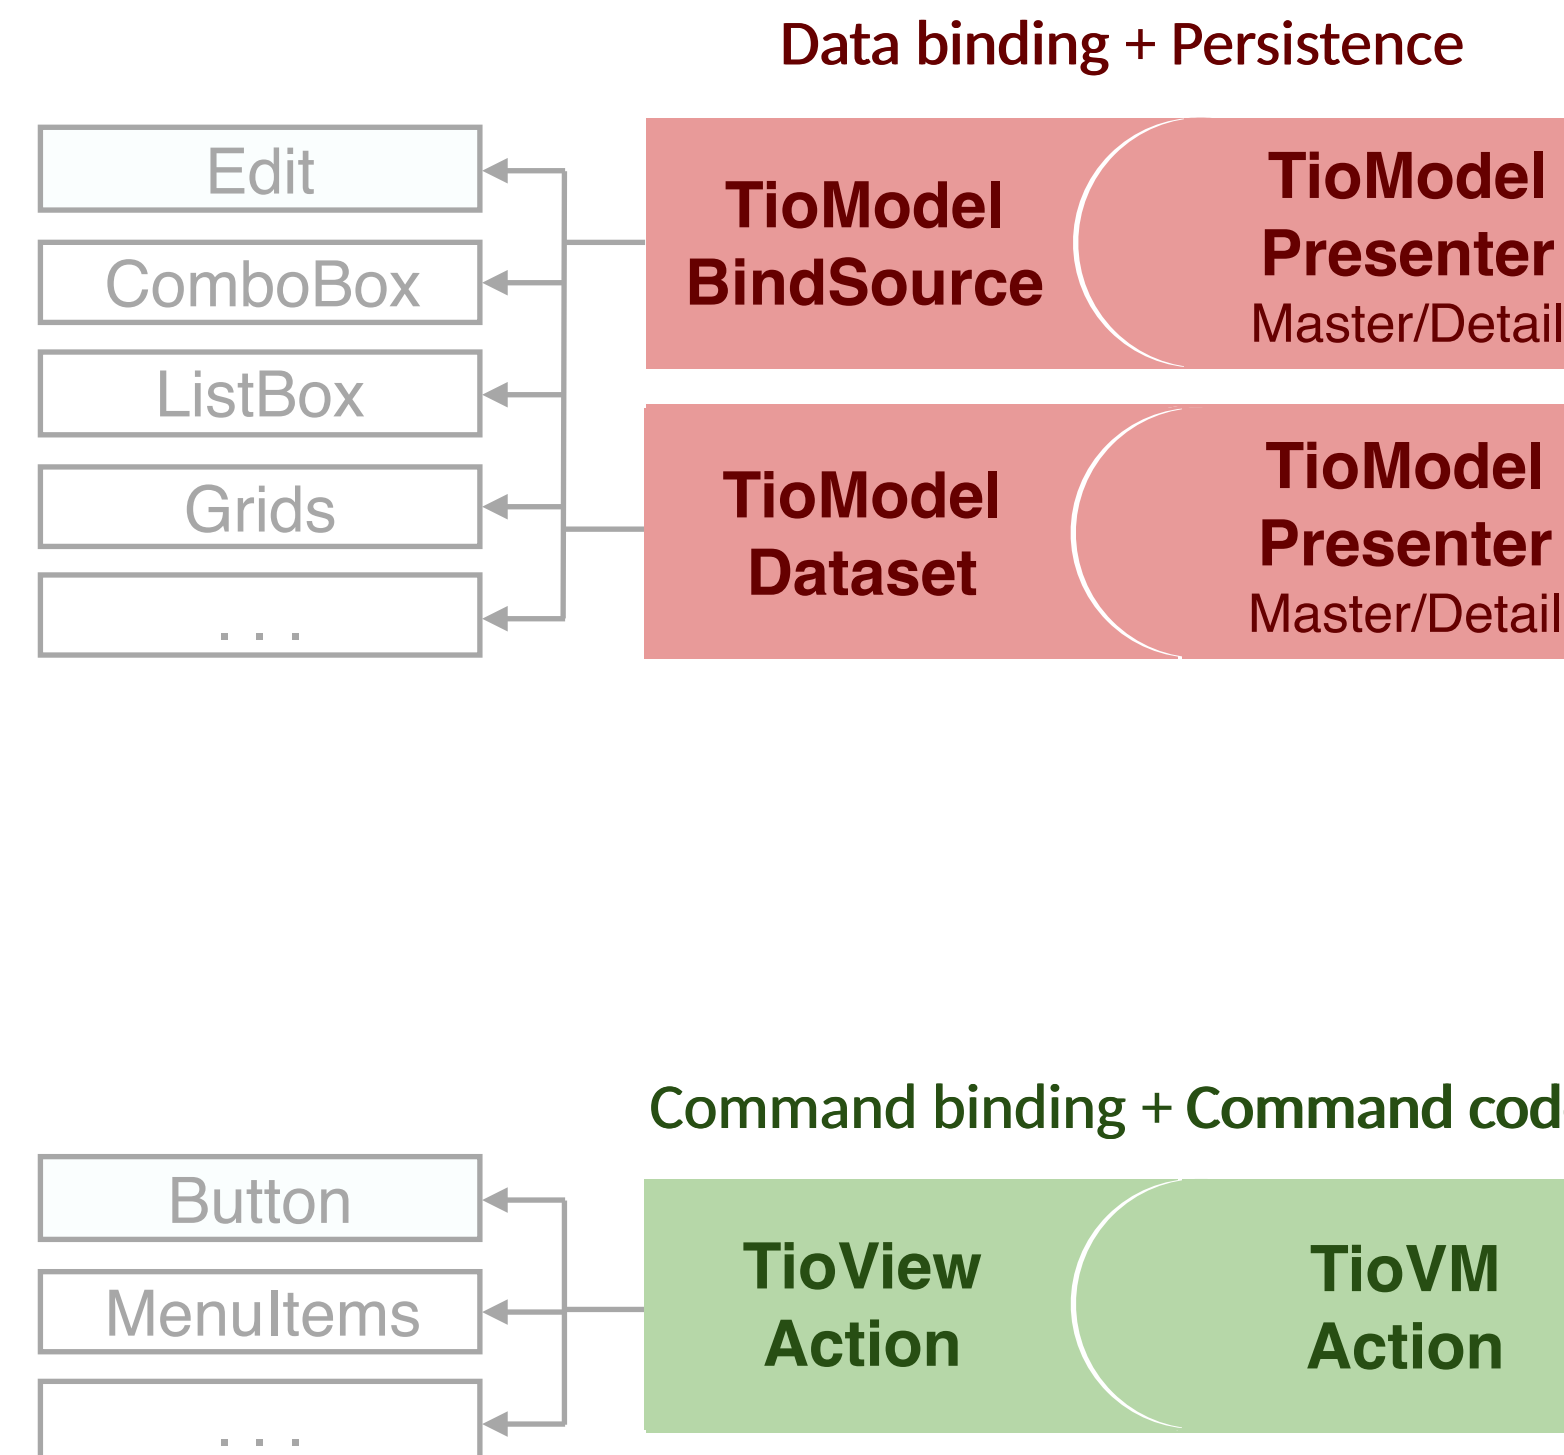 Data binding + Persistence
Edit
ComboBox
ListBox
Grids
. . .
TioModel
BindSource
TioModel
Presenter
Master/Detail
TioModel
Dataset
TioModel
Presenter
Master/Detail
Command binding + Command cod
Button
MenuItems
. . .
TioView
Action
TioVM
Action